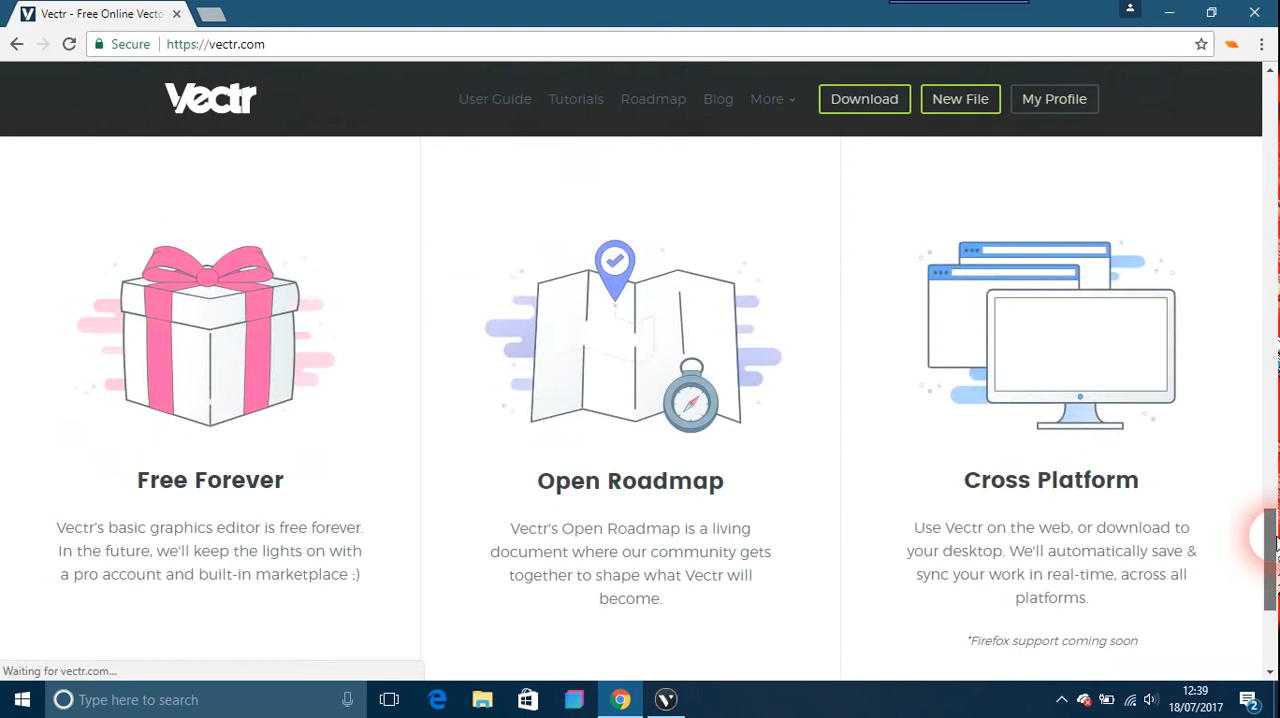 Vectr - Free Online Vecto
Secure https://vectr.com
Vectr User Guide Tutorials Roadmap Blog More Download New File My Profile
Free Forever
Vectr's basic graphics editor is free forever.
In the future, we'll keep the lights on with
a pro account and built-in marketplace ;)
Open Roadmap
Vectr's Open Roadmap is a living
document where our community gets
together to shape what Vectr will
become.
Cross Platform
Use Vectr on the web, or download to
your desktop. We'll automatically save &
sync your work in real-time, across all
platforms.
*Firefox support coming soon
Waiting for vectr.com...
Type here to search
12:39
18/07/2017
2